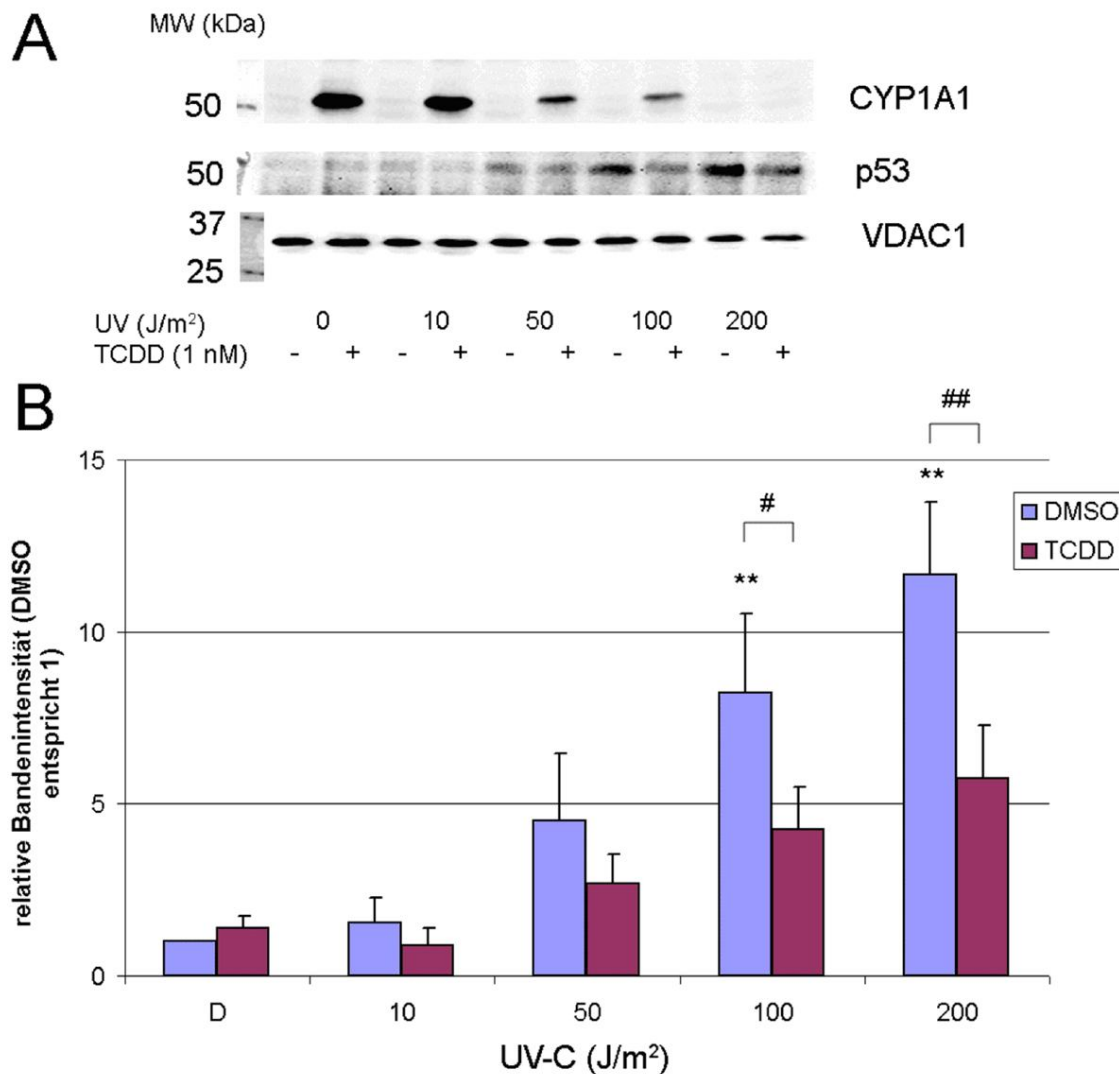 A
MW (kDa)
50
CYP1A1
50
p53
37
25
VDAC1
UV (J/m²) 0 10 50 100 200
TCDD (1 nM) - + - + - + - + - +
B
##
15
**
#
DMSO
TCDD
**
10
5
0
relative Bandenintensität (DMSO
entspricht 1)
D 10 50 100 200
UV-C (J/m²)